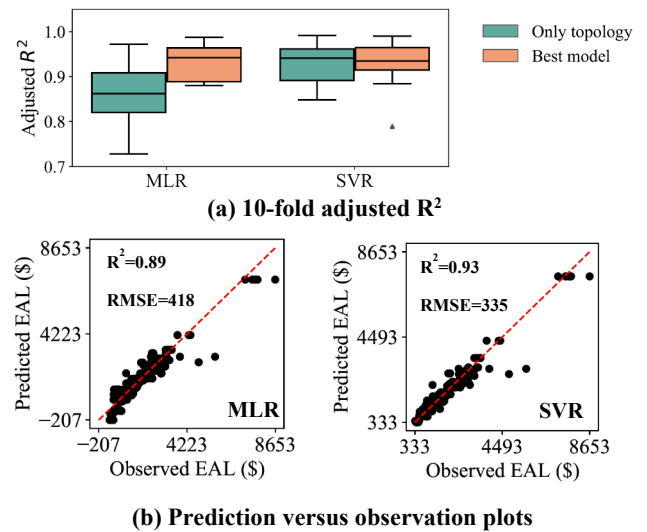 1.0
0.9
0.8
0.7
Adjusted R²
MLR
SVR
Only topology
Best model
(a) 10-fold adjusted R²
8653
4223
−207
Predicted EAL ($)
R²=0.89
RMSE=418
MLR
−207
4223
8653
Observed EAL ($)
8653
4493
333
Predicted EAL ($)
R²=0.93
RMSE=335
SVR
333
4493
8653
Observed EAL ($)
(b) Prediction versus observation plots